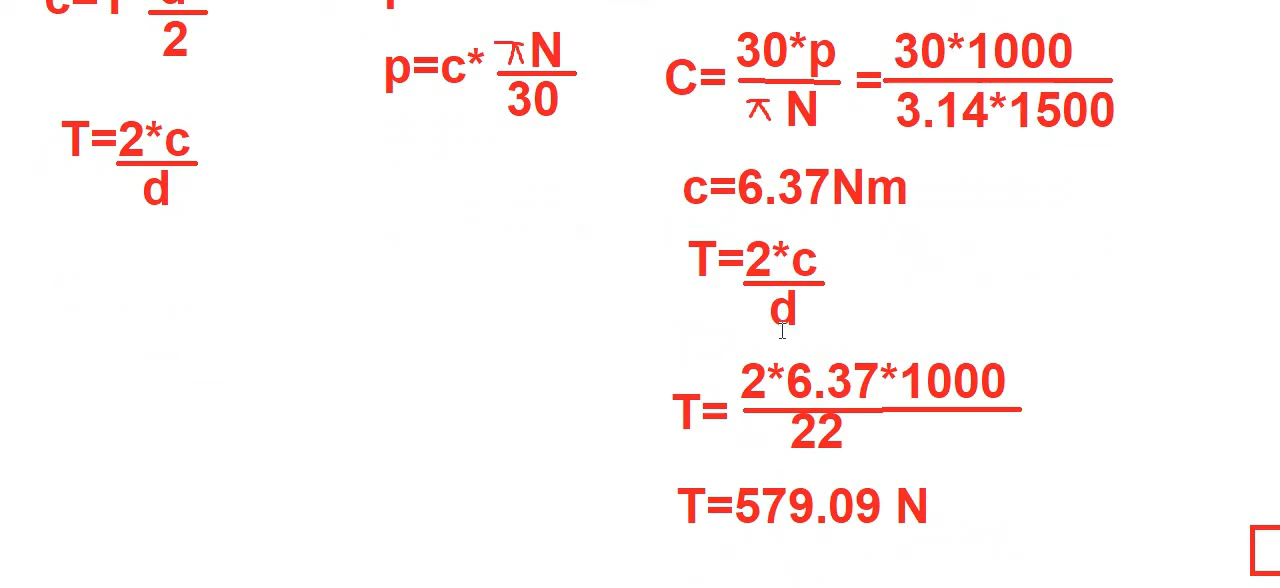 2
p=c* πN
30
T=2*c
d
C= 30*p = 30*1000
π N 3.14*1500
c=6.37Nm
T=2*c
d
T= 2*6.37*1000
22
T=579.09 N